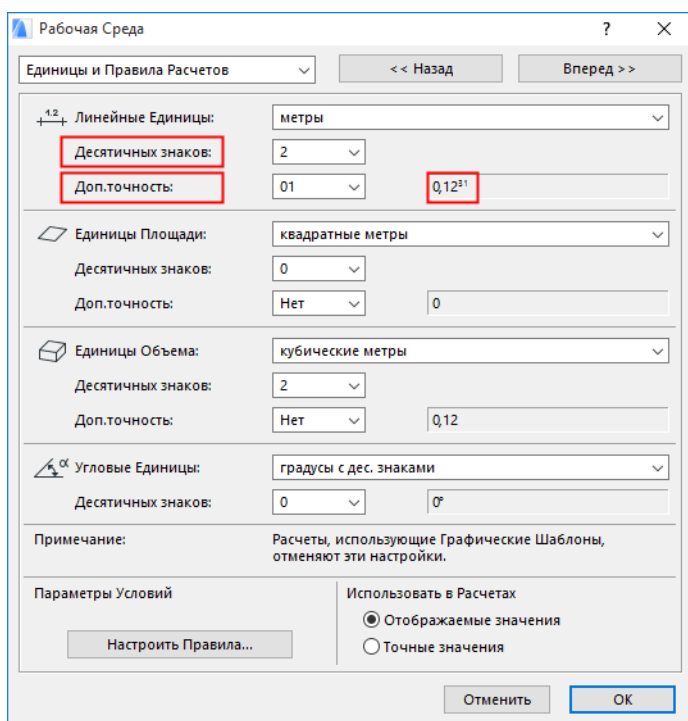 Рабочая Среда ? ×
Единицы и Правила Расчетов << Назад Вперед >>
1.2 Линейные Единицы: метры
Десятичных знаков: 2
Доп.точность: 01 0,12³¹
Единицы Площади: квадратные метры
Десятичных знаков: 0
Доп.точность: Нет 0
Единицы Объема: кубические метры
Десятичных знаков: 2
Доп.точность: Нет 0,12
α Угловые Единицы: градусы с дес. знаками
Десятичных знаков: 0 0°
Примечание: Расчеты, использующие Графические Шаблоны,
отменяют эти настройки.
Параметры Условий Использовать в Расчетах
Отображаемые значения
Настроить Правила... Точные значения
Отменить ОК